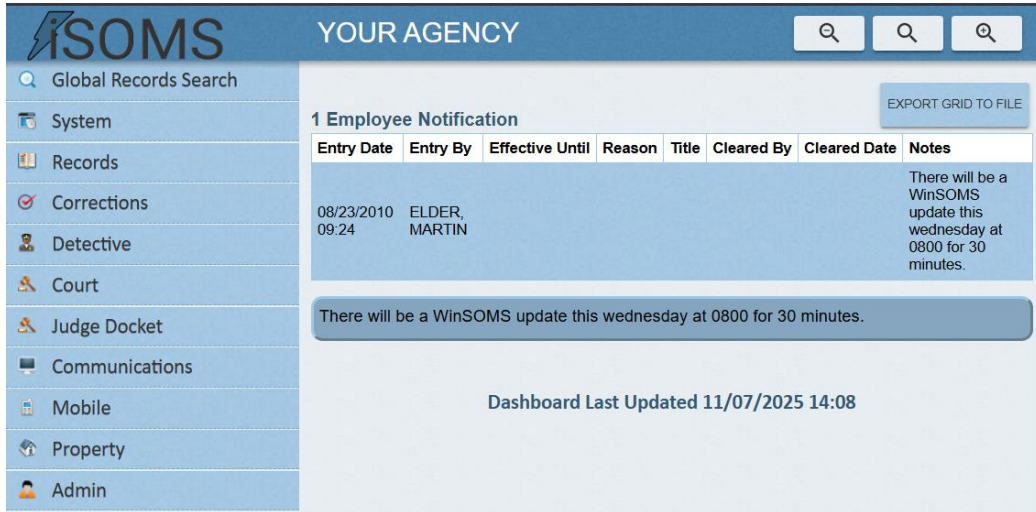 iSOMS
YOUR AGENCY
Global Records Search
System
Records
Corrections
Detective
Court
Judge Docket
Communications
Mobile
Property
Admin
EXPORT GRID TO FILE
1 Employee Notification
Entry Date Entry By Effective Until Reason Title Cleared By Cleared Date Notes
08/23/2010
09:24
ELDER,
MARTIN
There will be a
WinSOMS
update this
wednesday at
0800 for 30
minutes.
There will be a WinSOMS update this wednesday at 0800 for 30 minutes.
Dashboard Last Updated 11/07/2025 14:08